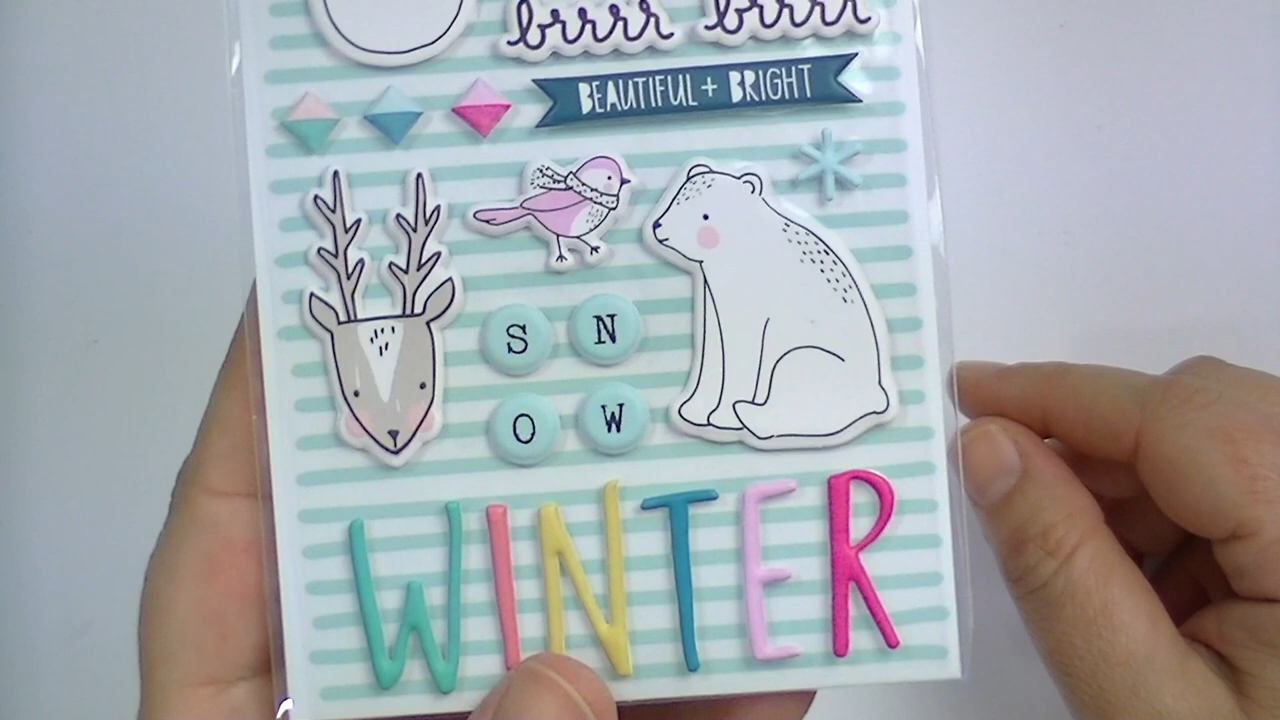 brrrr brrrr
BEAUTIFUL + BRIGHT
S N
O W
WINTER